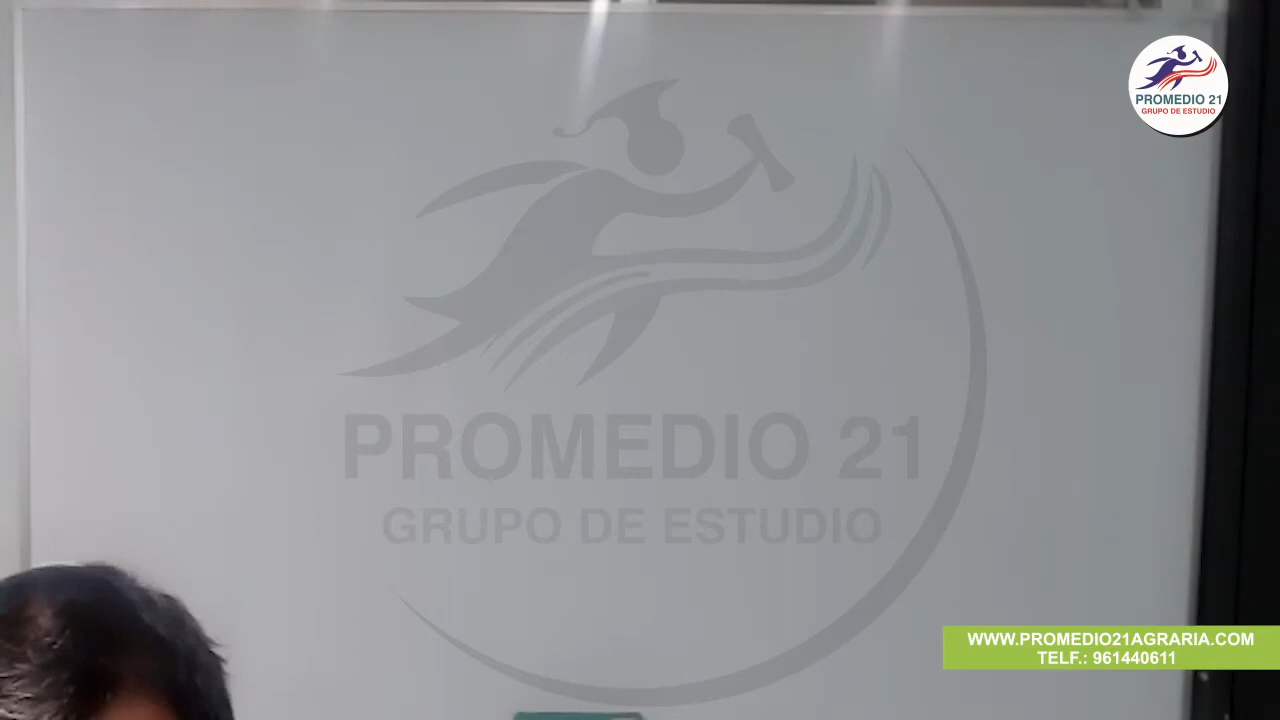 PROMEDIO 21
GRUPO DE ESTUDIO
PROMEDIO 21
GRUPO DE ESTUDIO
WWW.PROMEDIO21AGRARIA.COM
TELF.: 961440611